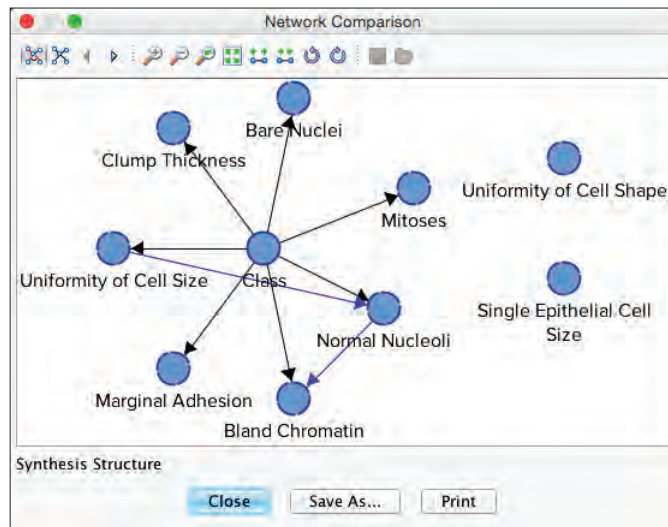 Network Comparison
Bare Nuclei
Clump Thickness
Uniformity of Cell Shape
Mitoses
Uniformity of Cell Size
Class
Single Epithelial Cell
Size
Normal Nucleoli
Marginal Adhesion
Bland Chromatin
Synthesis Structure
Close
Save As...
Print